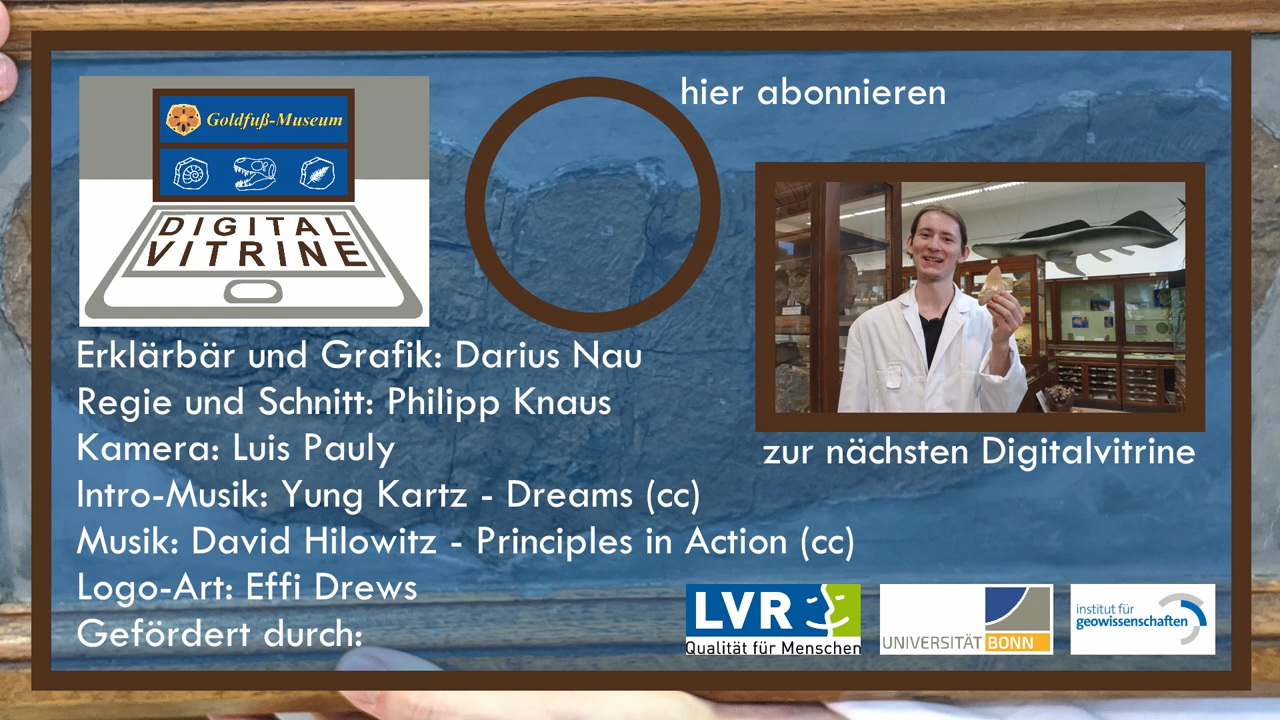 hier abonnieren
Goldfuß-Museum
DIGITAL
VITRINE
zur nächsten Digitalvitrine
Erklärbär und Grafik: Darius Nau
Regie und Schnitt: Philipp Knaus
Kamera: Luis Pauly
Intro-Musik: Yung Kartz - Dreams (cc)
Musik: David Hilowitz - Principles in Action (cc)
Logo-Art: Effi Drews
Gefördert durch:
LVR
Qualität für Menschen
UNIVERSITÄT BONN
institut für
geowissenschaften